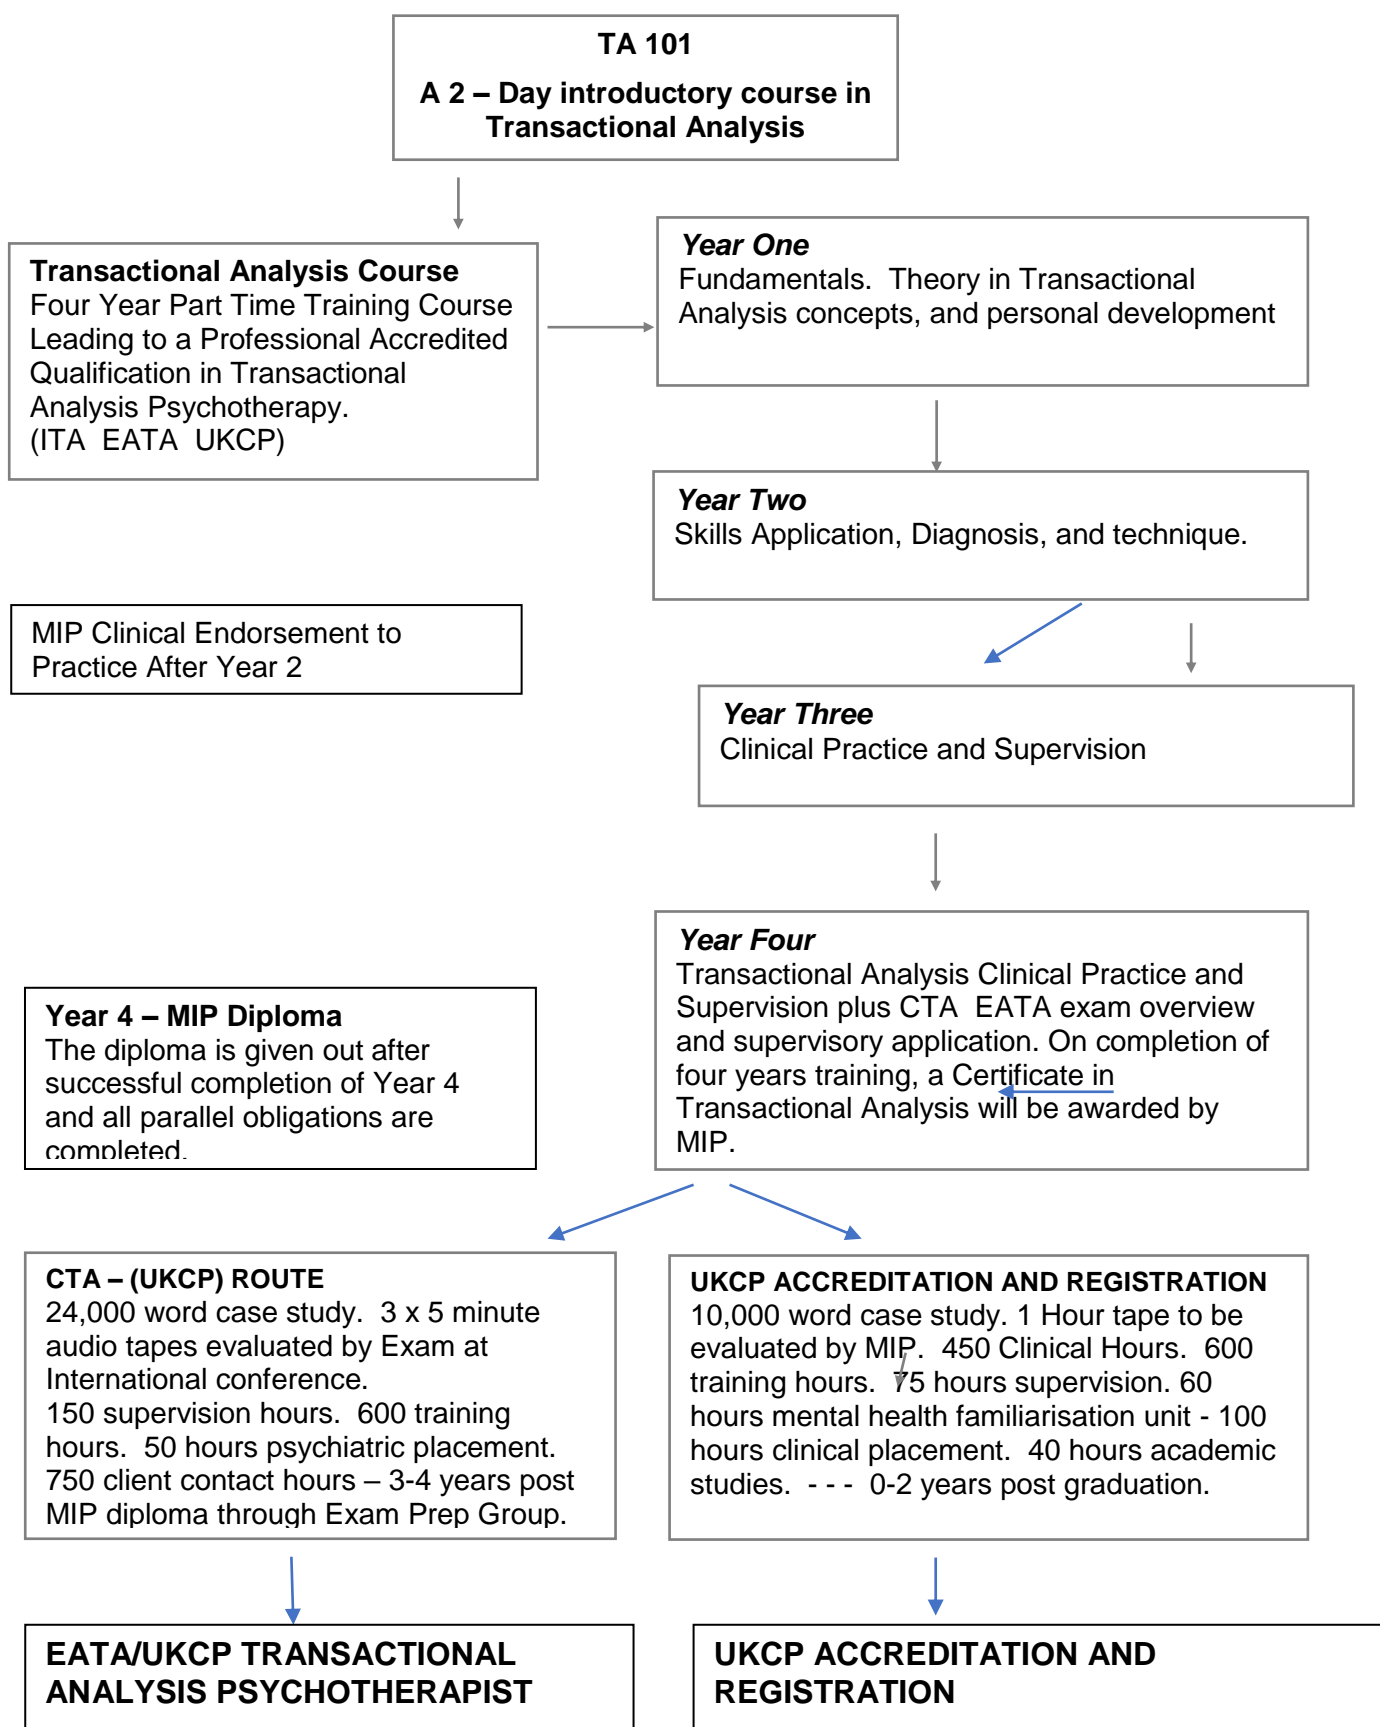 TA 101
A 2 – Day introductory course in
Transactional Analysis
Transactional Analysis Course
Four Year Part Time Training Course
Leading to a Professional Accredited
Qualification in Transactional
Analysis Psychotherapy.
(ITA  EATA  UKCP)
Year One
Fundamentals.  Theory in Transactional
Analysis concepts, and personal development
Year Two
Skills Application, Diagnosis, and technique.
MIP Clinical Endorsement to
Practice After Year 2
Year Three
Clinical Practice and Supervision
Year Four
Transactional Analysis Clinical Practice and
Supervision plus CTA  EATA exam overview
and supervisory application. On completion of
four years training, a Certificate in
Transactional Analysis will be awarded by
MIP.
Year 4 – MIP Diploma
The diploma is given out after
successful completion of Year 4
and all parallel obligations are
completed.
CTA – (UKCP) ROUTE
24,000 word case study.  3 x 5 minute
audio tapes evaluated by Exam at
International conference.
150 supervision hours.  600 training
hours.  50 hours psychiatric placement.
750 client contact hours – 3-4 years post
MIP diploma through Exam Prep Group.
UKCP ACCREDITATION AND REGISTRATION
10,000 word case study. 1 Hour tape to be
evaluated by MIP.  450 Clinical Hours.  600
training hours.  75 hours supervision. 60
hours mental health familiarisation unit - 100
hours clinical placement.  40 hours academic
studies.  - - -  0-2 years post graduation.
EATA/UKCP TRANSACTIONAL
ANALYSIS PSYCHOTHERAPIST
UKCP ACCREDITATION AND
REGISTRATION